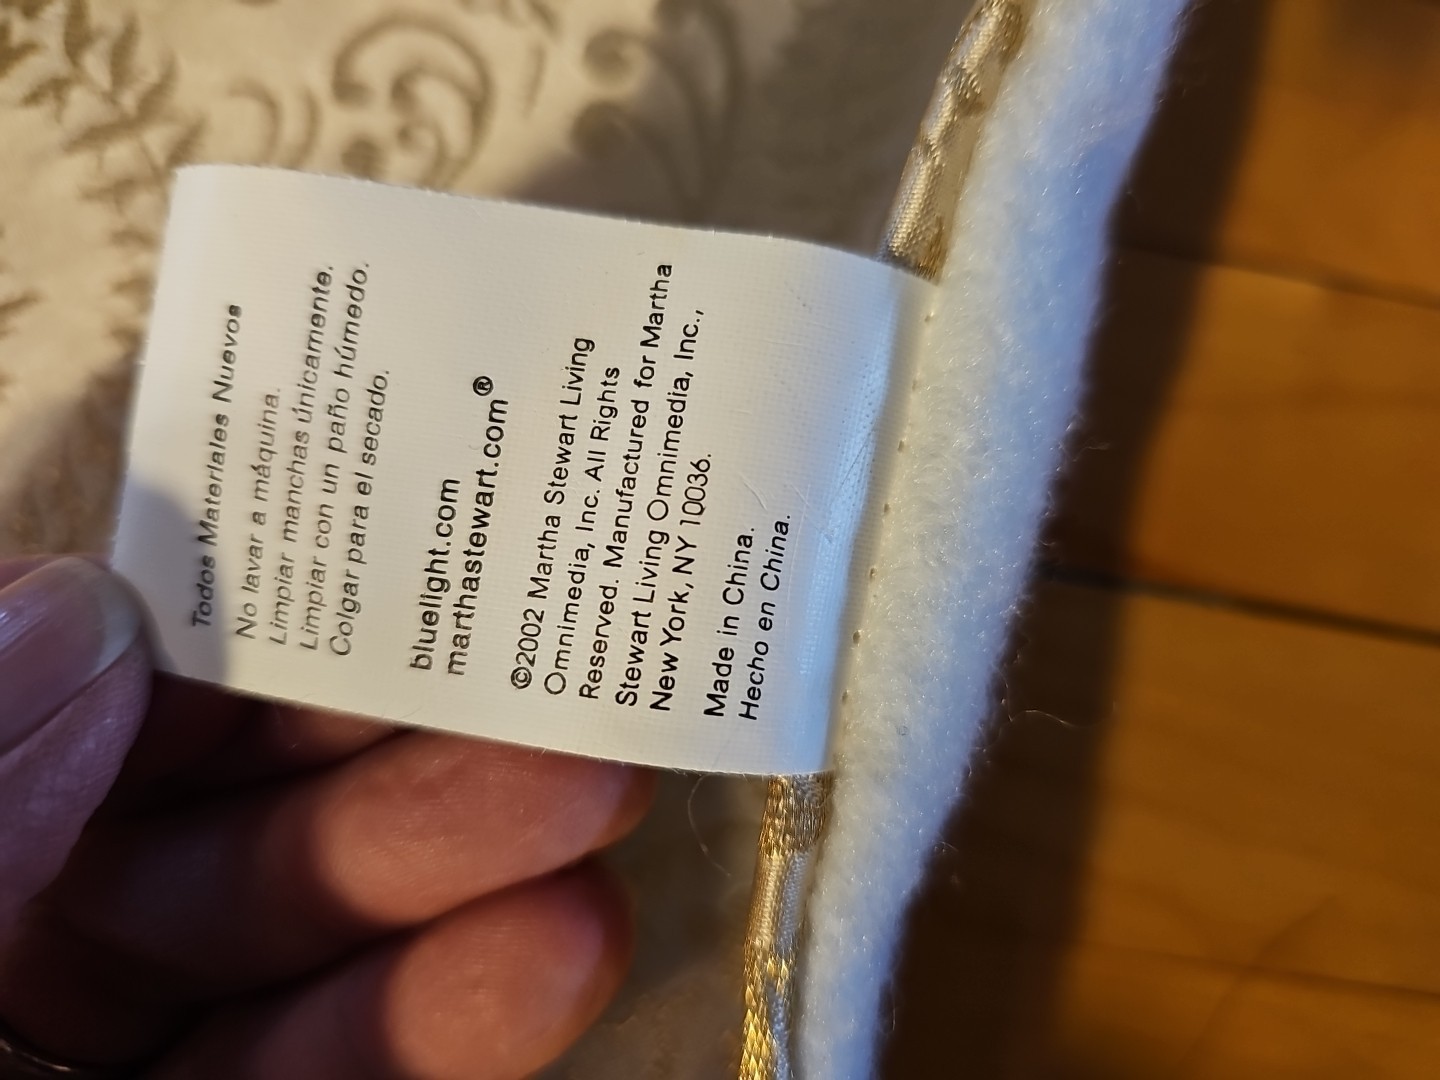 Todos Materiales Nuevos
No lavar a máquina.
Limpiar manchas únicamente.
Limpiar con un paño húmedo.
Colgar para el secado.
bluelight.com
marthastewart.com®
©2002 Martha Stewart Living
Omnimedia, Inc. All Rights
Reserved. Manufactured for Martha
Stewart Living Omnimedia, Inc.,
New York, NY 10036.
Made in China.
Hecho en China.